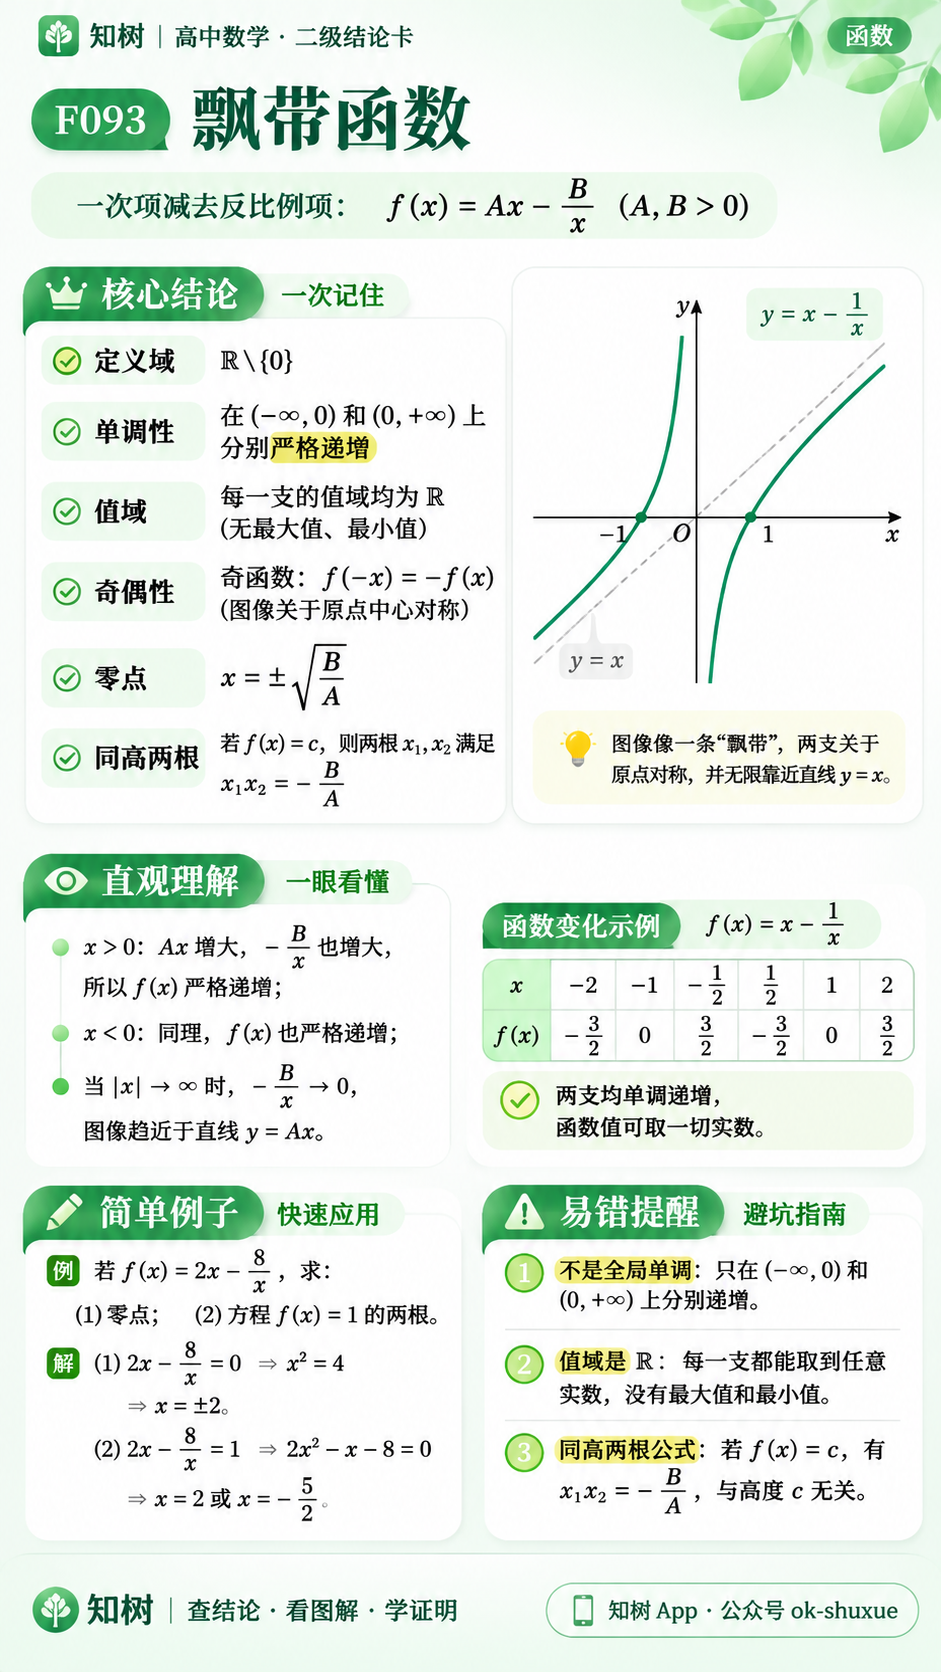 知树 | 高中数学 · 二级结论卡
函数
F093 飘带函数
一次项减去反比例项： f(x) = Ax − B/x (A, B > 0)
核心结论 一次记住
定义域 ℝ \ {0}
单调性 在 (−∞, 0) 和 (0, +∞) 上
分别严格递增
值域 每一支的值域均为 ℝ
(无最大值、最小值)
奇偶性 奇函数： f(−x) = −f(x)
(图像关于原点中心对称)
零点 x = ±√(B/A)
同高两根 若 f(x) = c，则两根 x₁, x₂ 满足
x₁x₂ = − B/A
y
y = x − 1/x
−1 O 1 x
y = x
图像像一条“飘带”，两支关于
原点对称，并无限靠近直线 y = x。
直观理解 一眼看懂
x > 0： Ax 增大， − B/x 也增大，
所以 f(x) 严格递增；
x < 0：同理， f(x) 也严格递增；
当 |x| → ∞ 时， − B/x → 0，
图像趋近于直线 y = Ax。
函数变化示例 f(x) = x − 1/x
x −2 −1 −1/2 1/2 1 2
f(x) −3/2 0 3/2 −3/2 0 3/2
两支均单调递增，
函数值可取一切实数。
简单例子 快速应用
例 若 f(x) = 2x − 8/x ，求：
(1) 零点； (2) 方程 f(x) = 1 的两根。
解 (1) 2x − 8/x = 0 ⇒ x² = 4
⇒ x = ±2。
(2) 2x − 8/x = 1 ⇒ 2x² − x − 8 = 0
⇒ x = 2 或 x = − 5/2 。
易错提醒 避坑指南
1 不是全局单调：只在 (−∞, 0) 和
(0, +∞) 上分别递增。
2 值域是 ℝ：每一支都能取到任意
实数，没有最大值和最小值。
3 同高两根公式：若 f(x) = c，有
x₁x₂ = − B/A ，与高度 c 无关。
知树 | 查结论 · 看图解 · 学证明
知树 App · 公众号 ok-shuxue